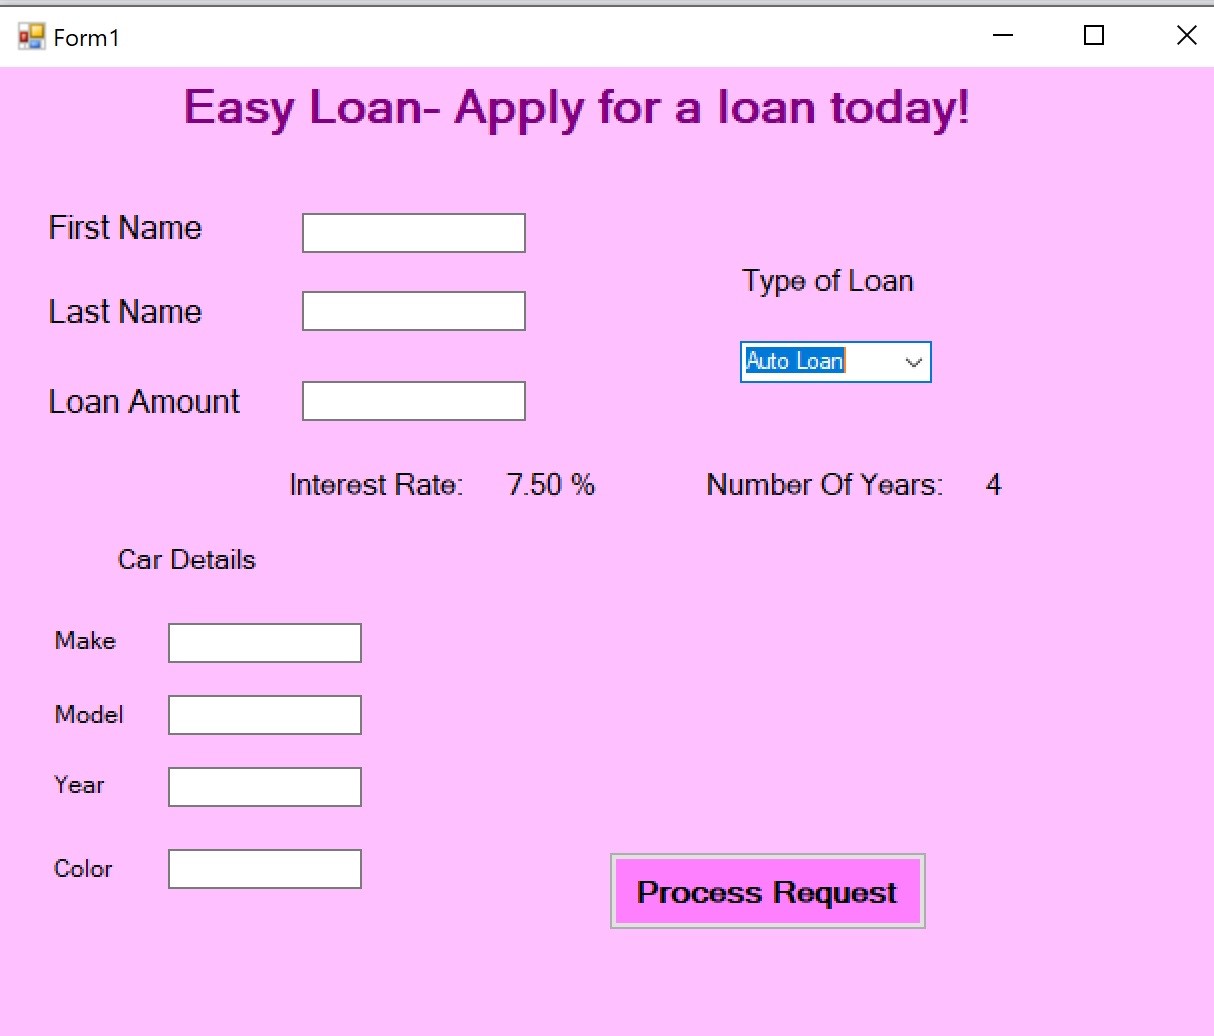 Form1
Easy Loan- Apply for a loan today!
First Name
Type of Loan
Last Name
Auto Loan
Loan Amount
Interest Rate: 7.50 % Number Of Years: 4
Car Details
Make
Model
Year
Color
Process Request